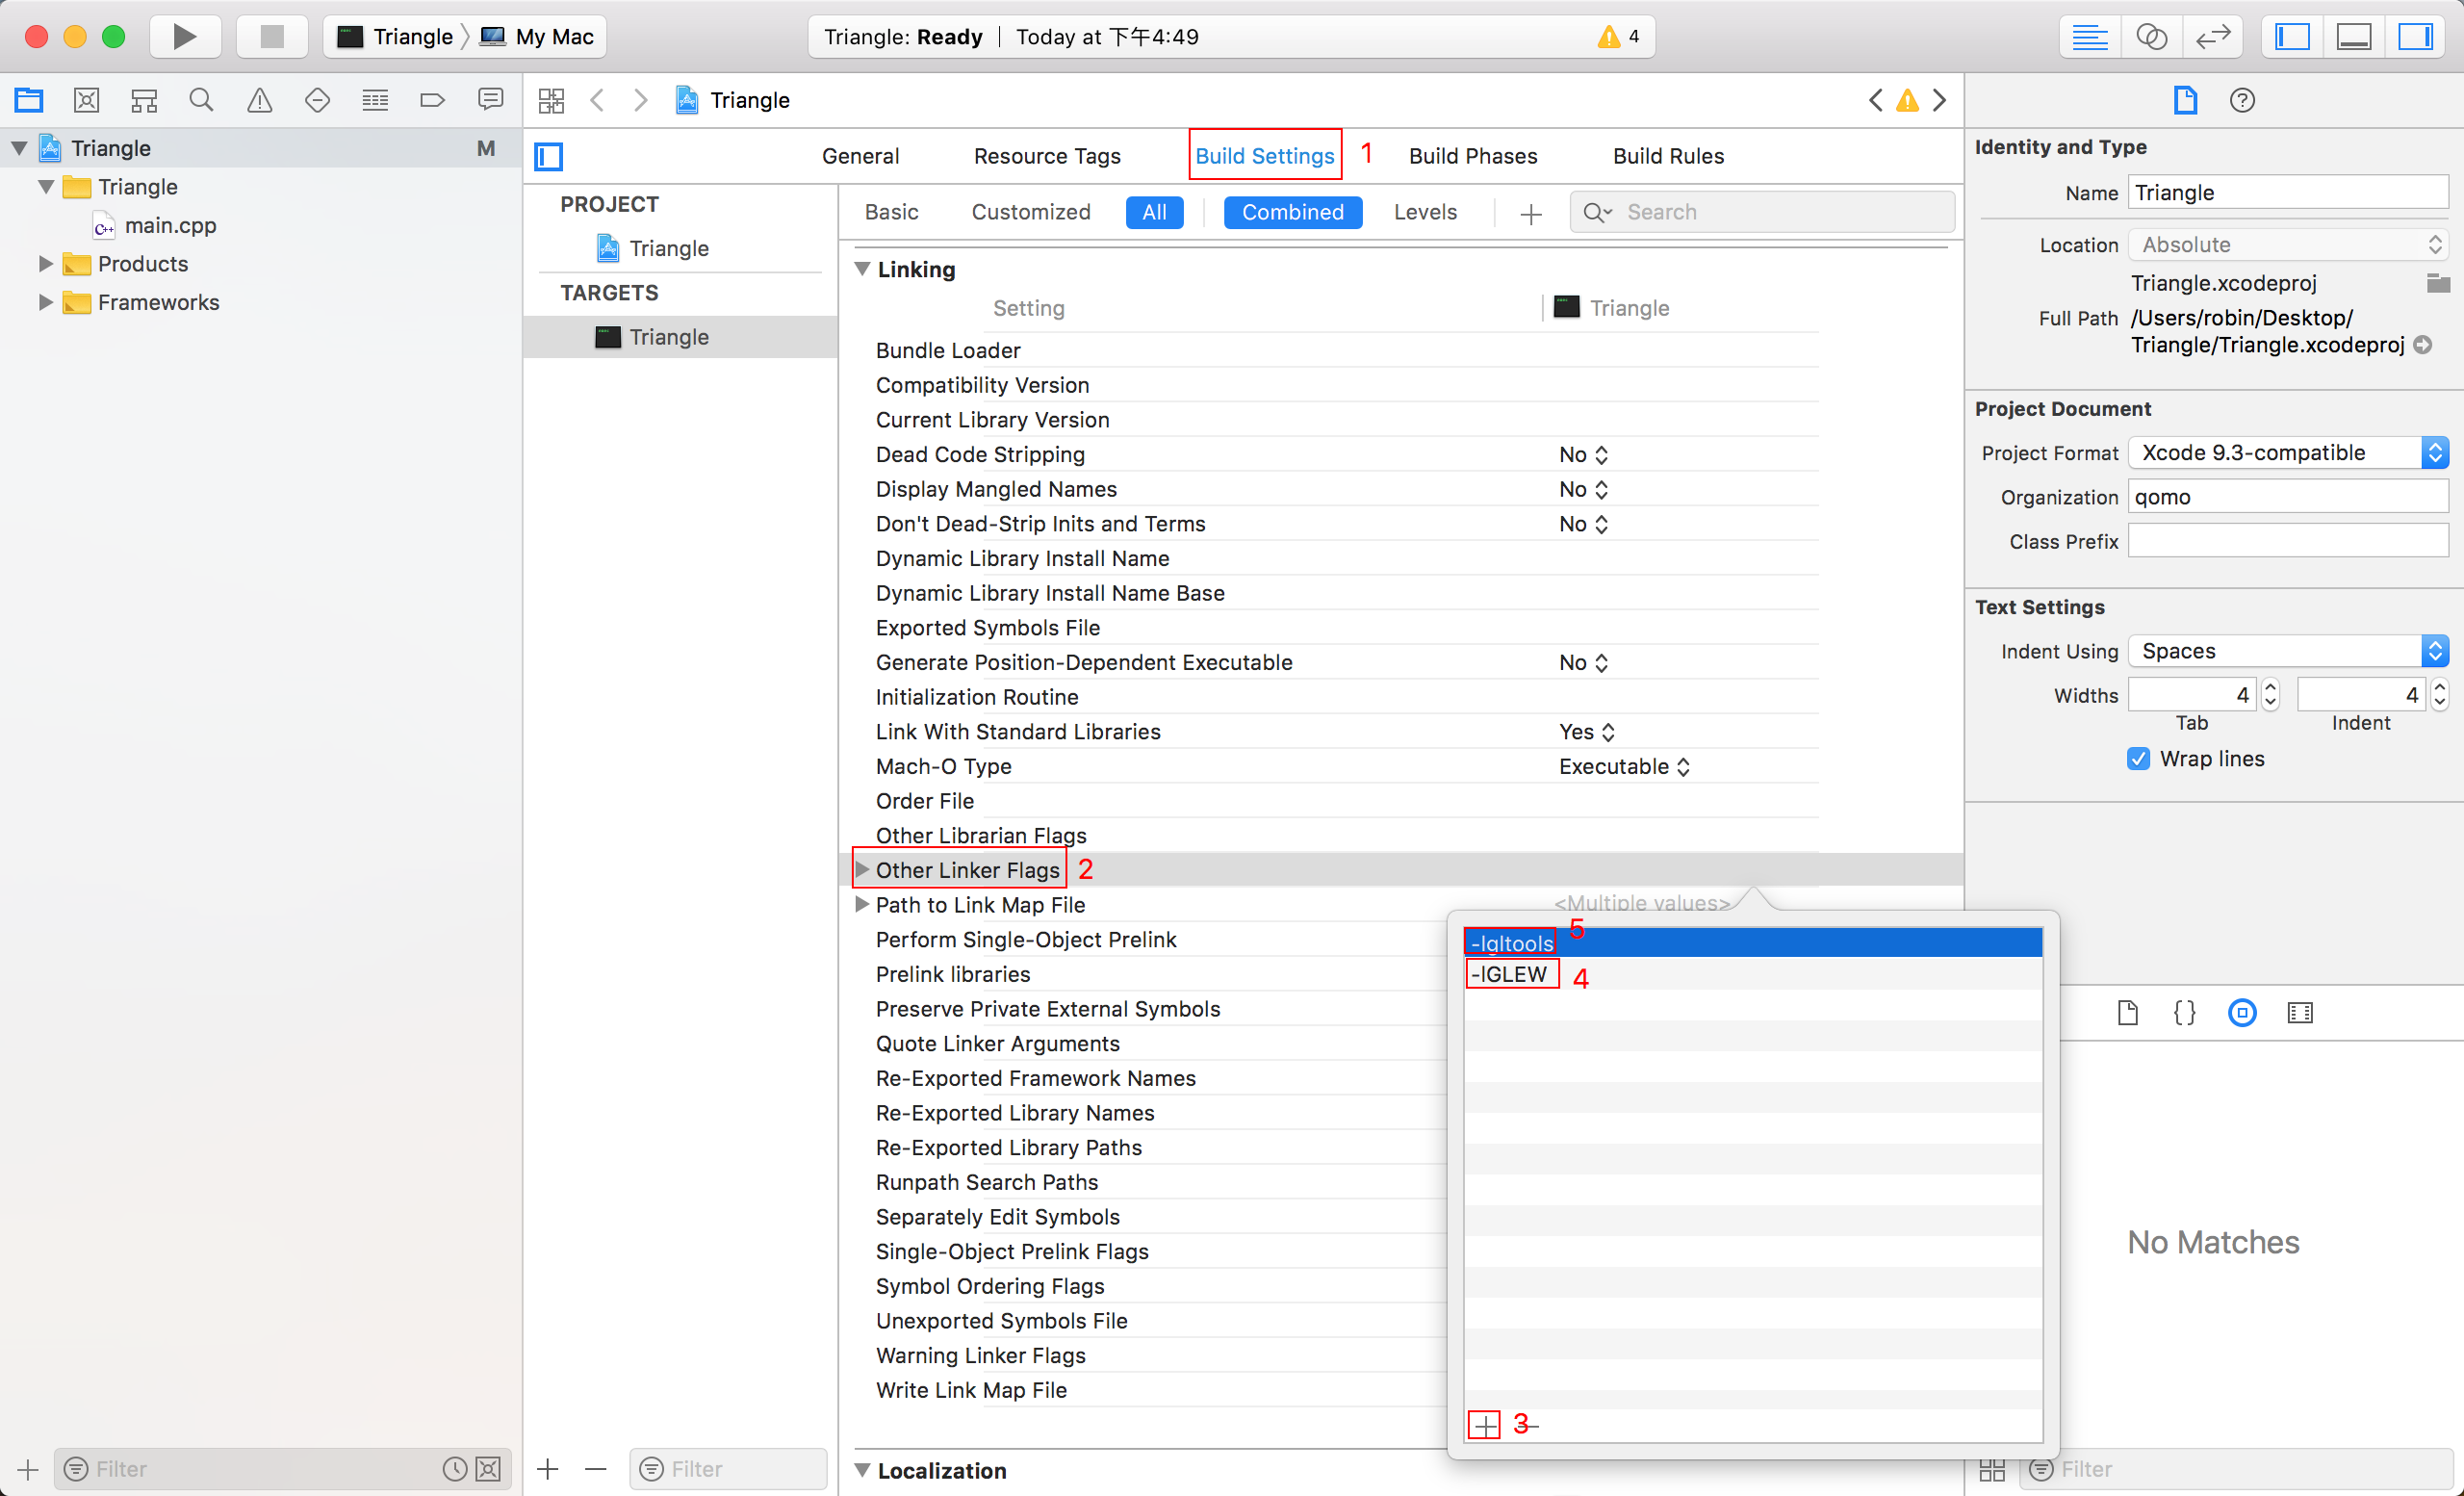 Triangle My Mac
Triangle: Ready | Today at 下午4:49
4
Triangle
Triangle M
Triangle
main.cpp
Products
Frameworks
General Resource Tags Build Settings 1 Build Phases Build Rules
PROJECT
Triangle
TARGETS
Triangle
Basic Customized All Combined Levels Search
Linking
Setting Triangle
Bundle Loader
Compatibility Version
Current Library Version
Dead Code Stripping No
Display Mangled Names No
Don't Dead-Strip Inits and Terms No
Dynamic Library Install Name
Dynamic Library Install Name Base
Exported Symbols File
Generate Position-Dependent Executable No
Initialization Routine
Link With Standard Libraries Yes
Mach-O Type Executable
Order File
Other Librarian Flags
Other Linker Flags 2
Path to Link Map File <Multiple values>
Perform Single-Object Prelink
Prelink libraries
Preserve Private External Symbols
Quote Linker Arguments
Re-Exported Framework Names
Re-Exported Library Names
Re-Exported Library Paths
Runpath Search Paths
Separately Edit Symbols
Single-Object Prelink Flags
Symbol Ordering Flags
Unexported Symbols File
Warning Linker Flags
Write Link Map File
Localization
-lgltools 5
-lGLEW 4
3
Identity and Type
Name Triangle
Location Absolute
Triangle.xcodeproj
Full Path /Users/robin/Desktop/
Triangle/Triangle.xcodeproj
Project Document
Project Format Xcode 9.3-compatible
Organization qomo
Class Prefix
Text Settings
Indent Using Spaces
Widths 4 4
Tab Indent
Wrap lines
No Matches
Filter
Filter
Filter